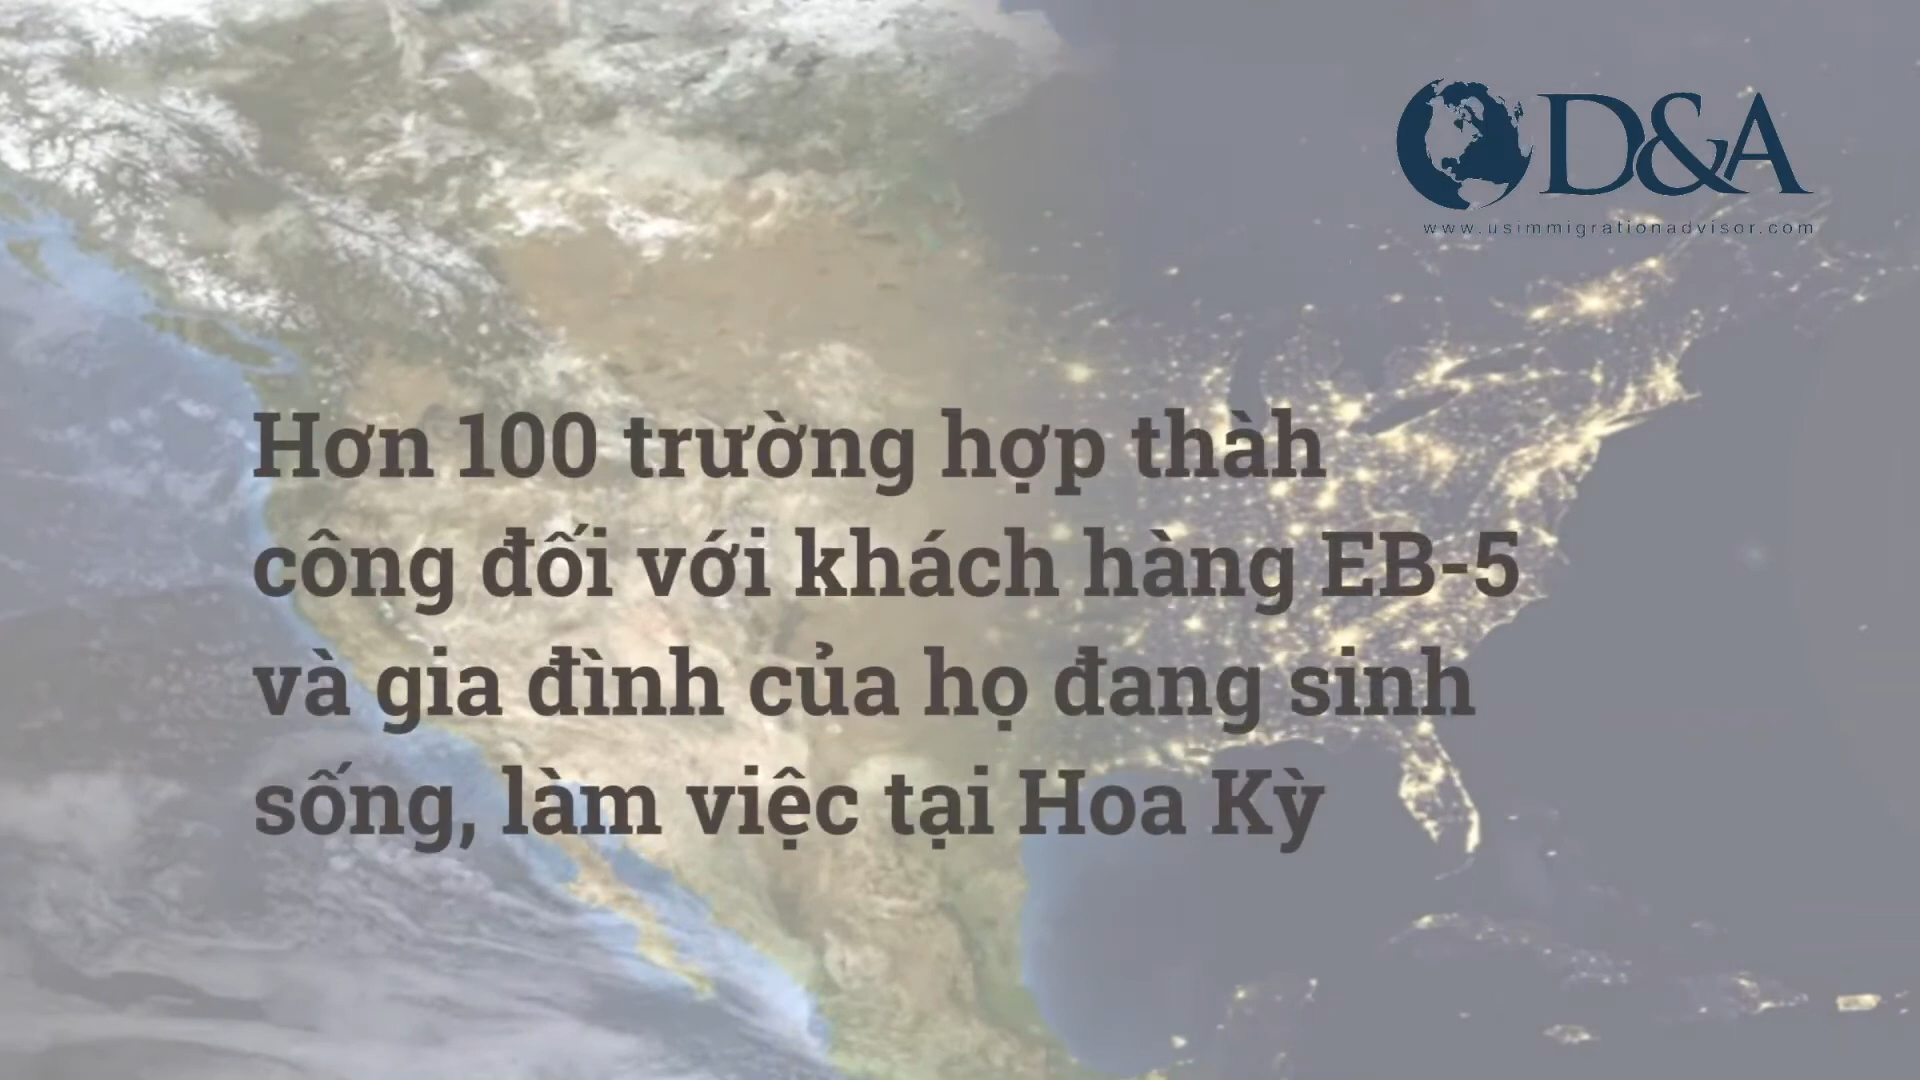 D&A
www.usimmigrationadvisor.com
Hơn 100 trường hợp thàh
công đối với khách hàng EB-5
và gia đình của họ đang sinh
sống, làm việc tại Hoa Kỳ